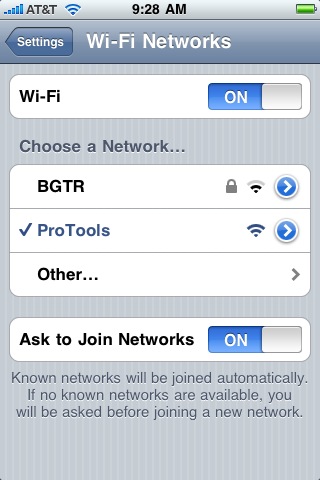 AT&T 9:28 AM
Settings Wi-Fi Networks
Wi-Fi ON
Choose a Network...
BGTR
ProTools
Other...
Ask to Join Networks ON
Known networks will be joined automatically.
If no known networks are available, you
will be asked before joining a new network.